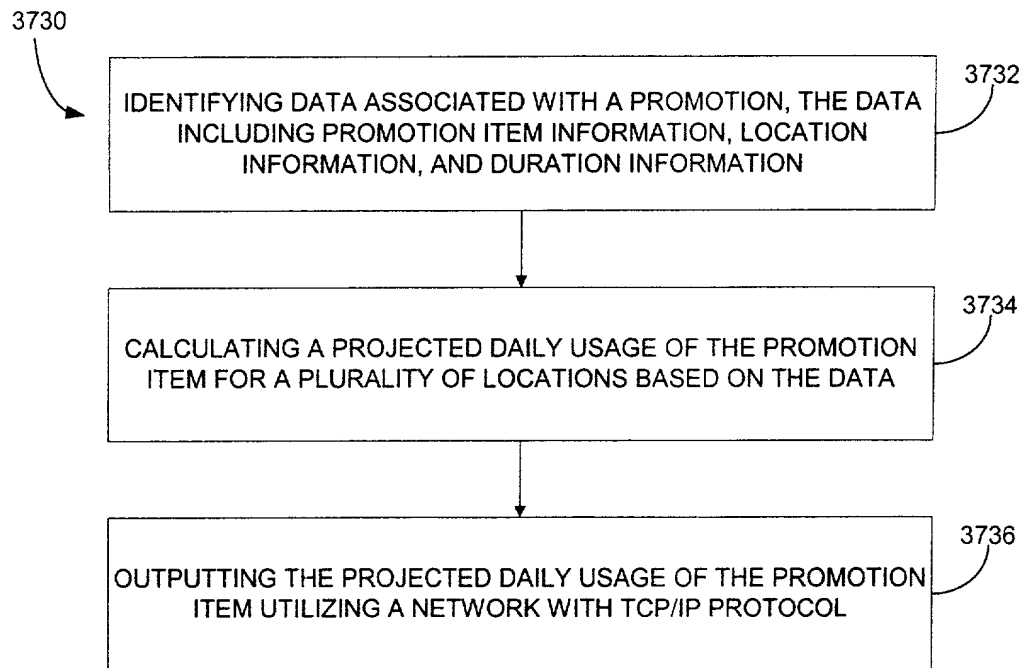 3730
3732
IDENTIFYING DATA ASSOCIATED WITH A PROMOTION, THE DATA
INCLUDING PROMOTION ITEM INFORMATION, LOCATION
INFORMATION, AND DURATION INFORMATION
3734
CALCULATING A PROJECTED DAILY USAGE OF THE PROMOTION
ITEM FOR A PLURALITY OF LOCATIONS BASED ON THE DATA
3736
OUTPUTTING THE PROJECTED DAILY USAGE OF THE PROMOTION
ITEM UTILIZING A NETWORK WITH TCP/IP PROTOCOL